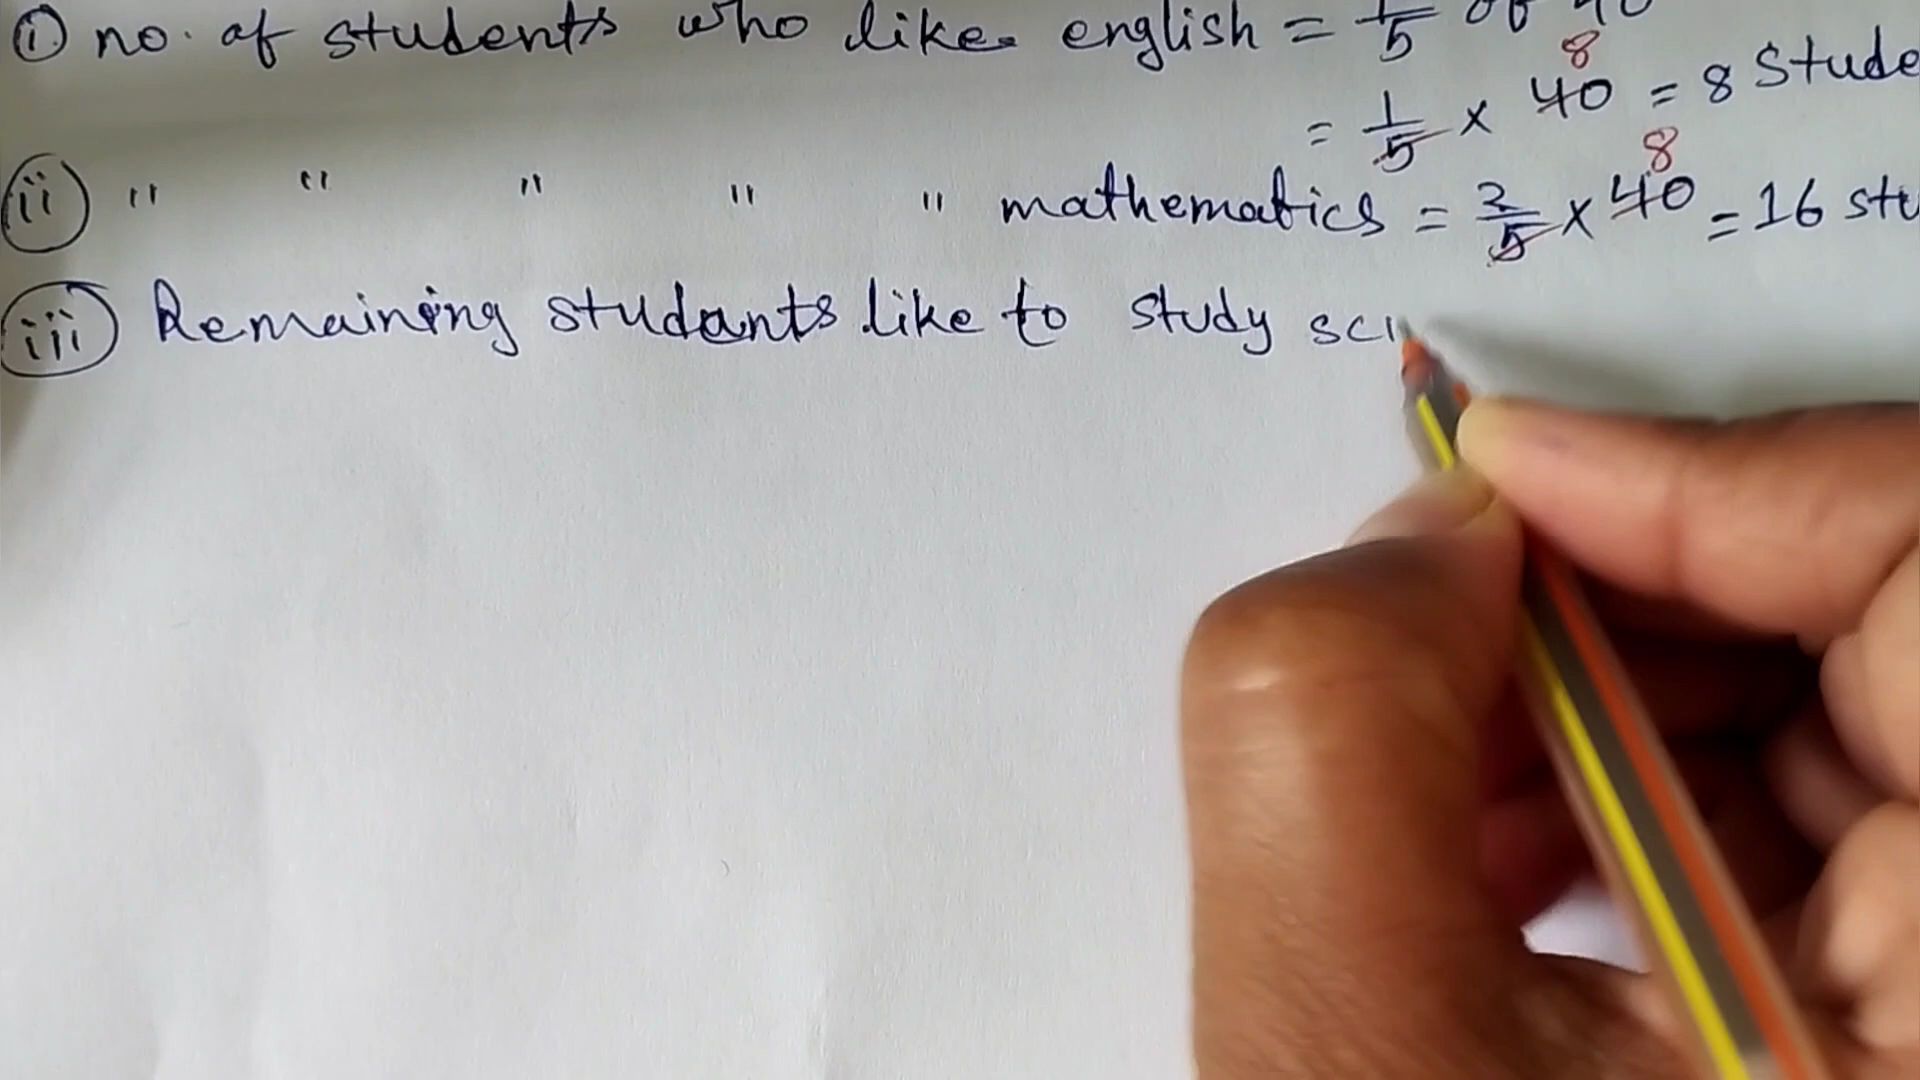 i no. of students who like english = 1/5 of 40
8
= 1/5 × 40 = 8 Stude
8
ii " " " " " mathematics = 2/5 × 40 = 16 stu
iii Remaining students like to study sci